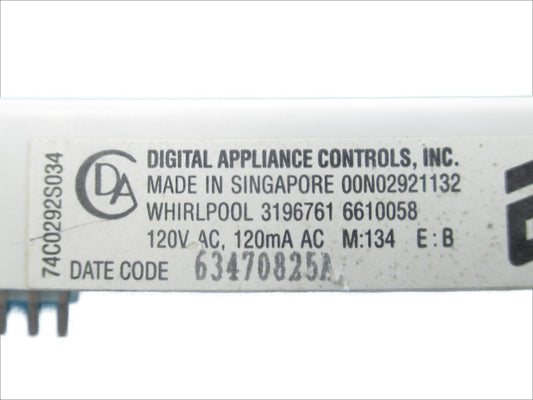 74C0292S034
CDA
DIGITAL APPLIANCE CONTROLS, INC.
MADE IN SINGAPORE 00N02921132
WHIRLPOOL 3196761 6610058
120V AC, 120mA AC M:134 E:B
DATE CODE 63470825A